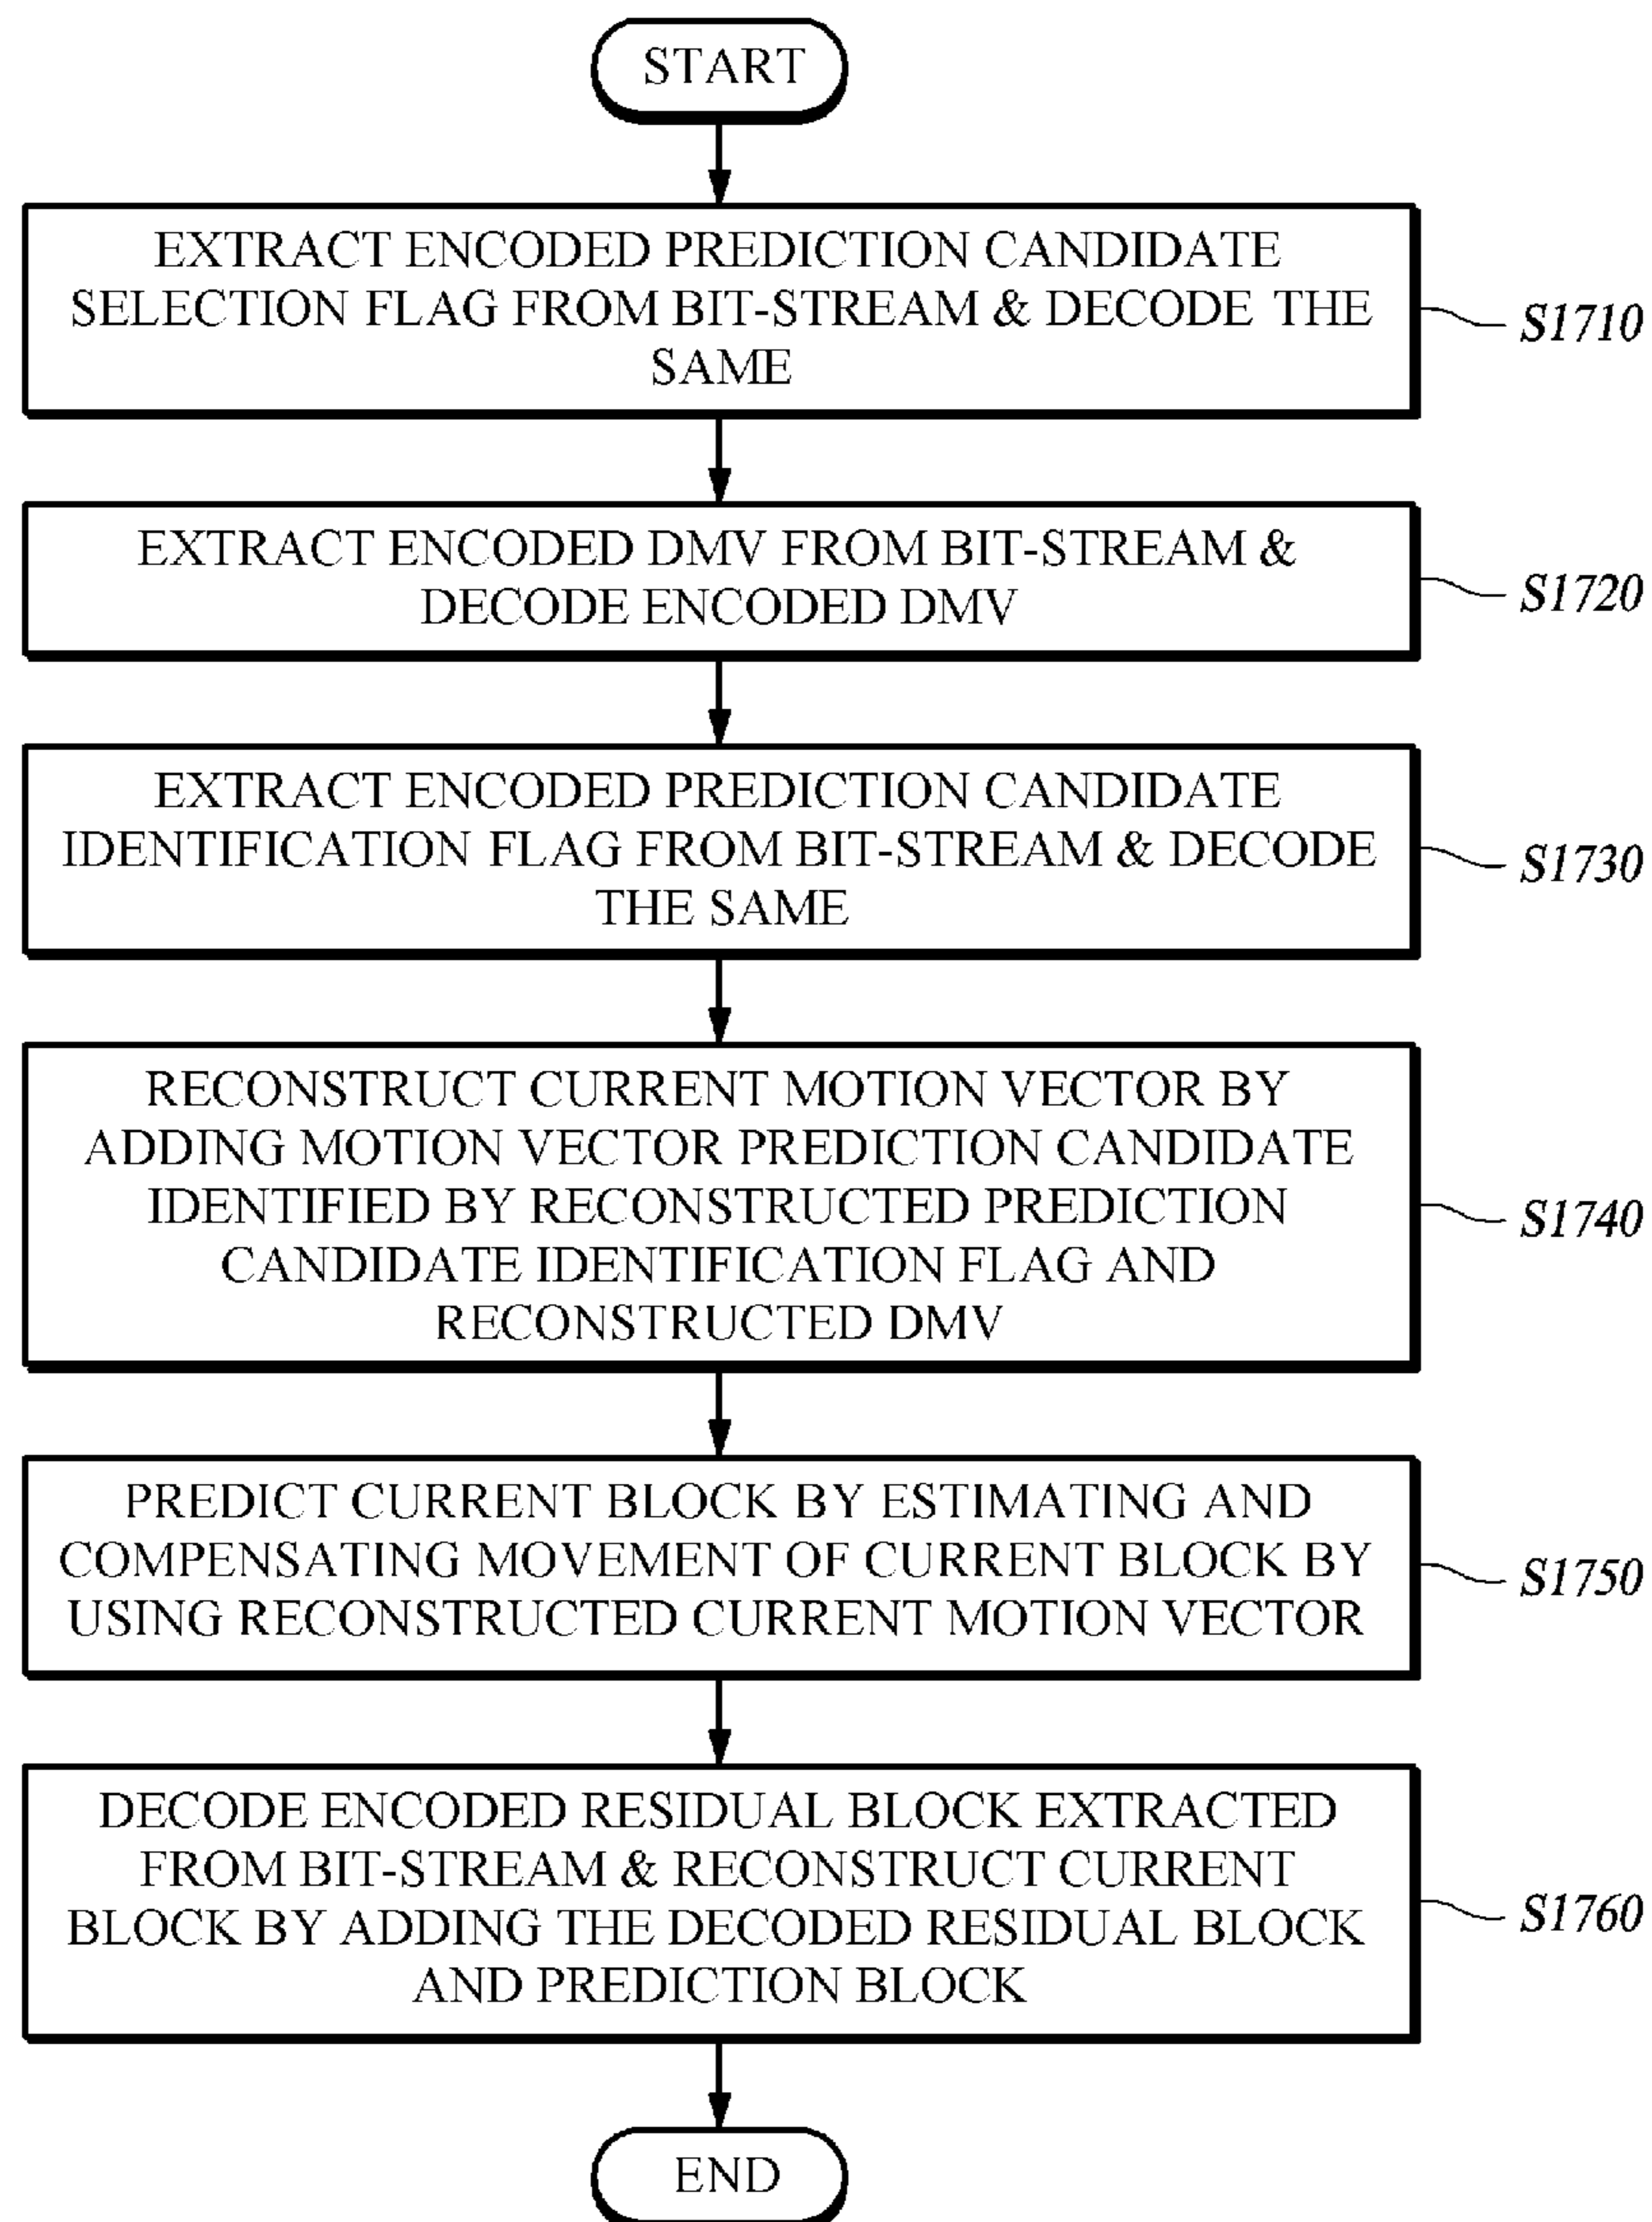 START
EXTRACT ENCODED PREDICTION CANDIDATE
SELECTION FLAG FROM BIT-STREAM & DECODE THE
SAME
S1710
EXTRACT ENCODED DMV FROM BIT-STREAM &
DECODE ENCODED DMV
S1720
EXTRACT ENCODED PREDICTION CANDIDATE
IDENTIFICATION FLAG FROM BIT-STREAM & DECODE
THE SAME
S1730
RECONSTRUCT CURRENT MOTION VECTOR BY
ADDING MOTION VECTOR PREDICTION CANDIDATE
IDENTIFIED BY RECONSTRUCTED PREDICTION
CANDIDATE IDENTIFICATION FLAG AND
RECONSTRUCTED DMV
S1740
PREDICT CURRENT BLOCK BY ESTIMATING AND
COMPENSATING MOVEMENT OF CURRENT BLOCK BY
USING RECONSTRUCTED CURRENT MOTION VECTOR
S1750
DECODE ENCODED RESIDUAL BLOCK EXTRACTED
FROM BIT-STREAM & RECONSTRUCT CURRENT
BLOCK BY ADDING THE DECODED RESIDUAL BLOCK
AND PREDICTION BLOCK
S1760
END